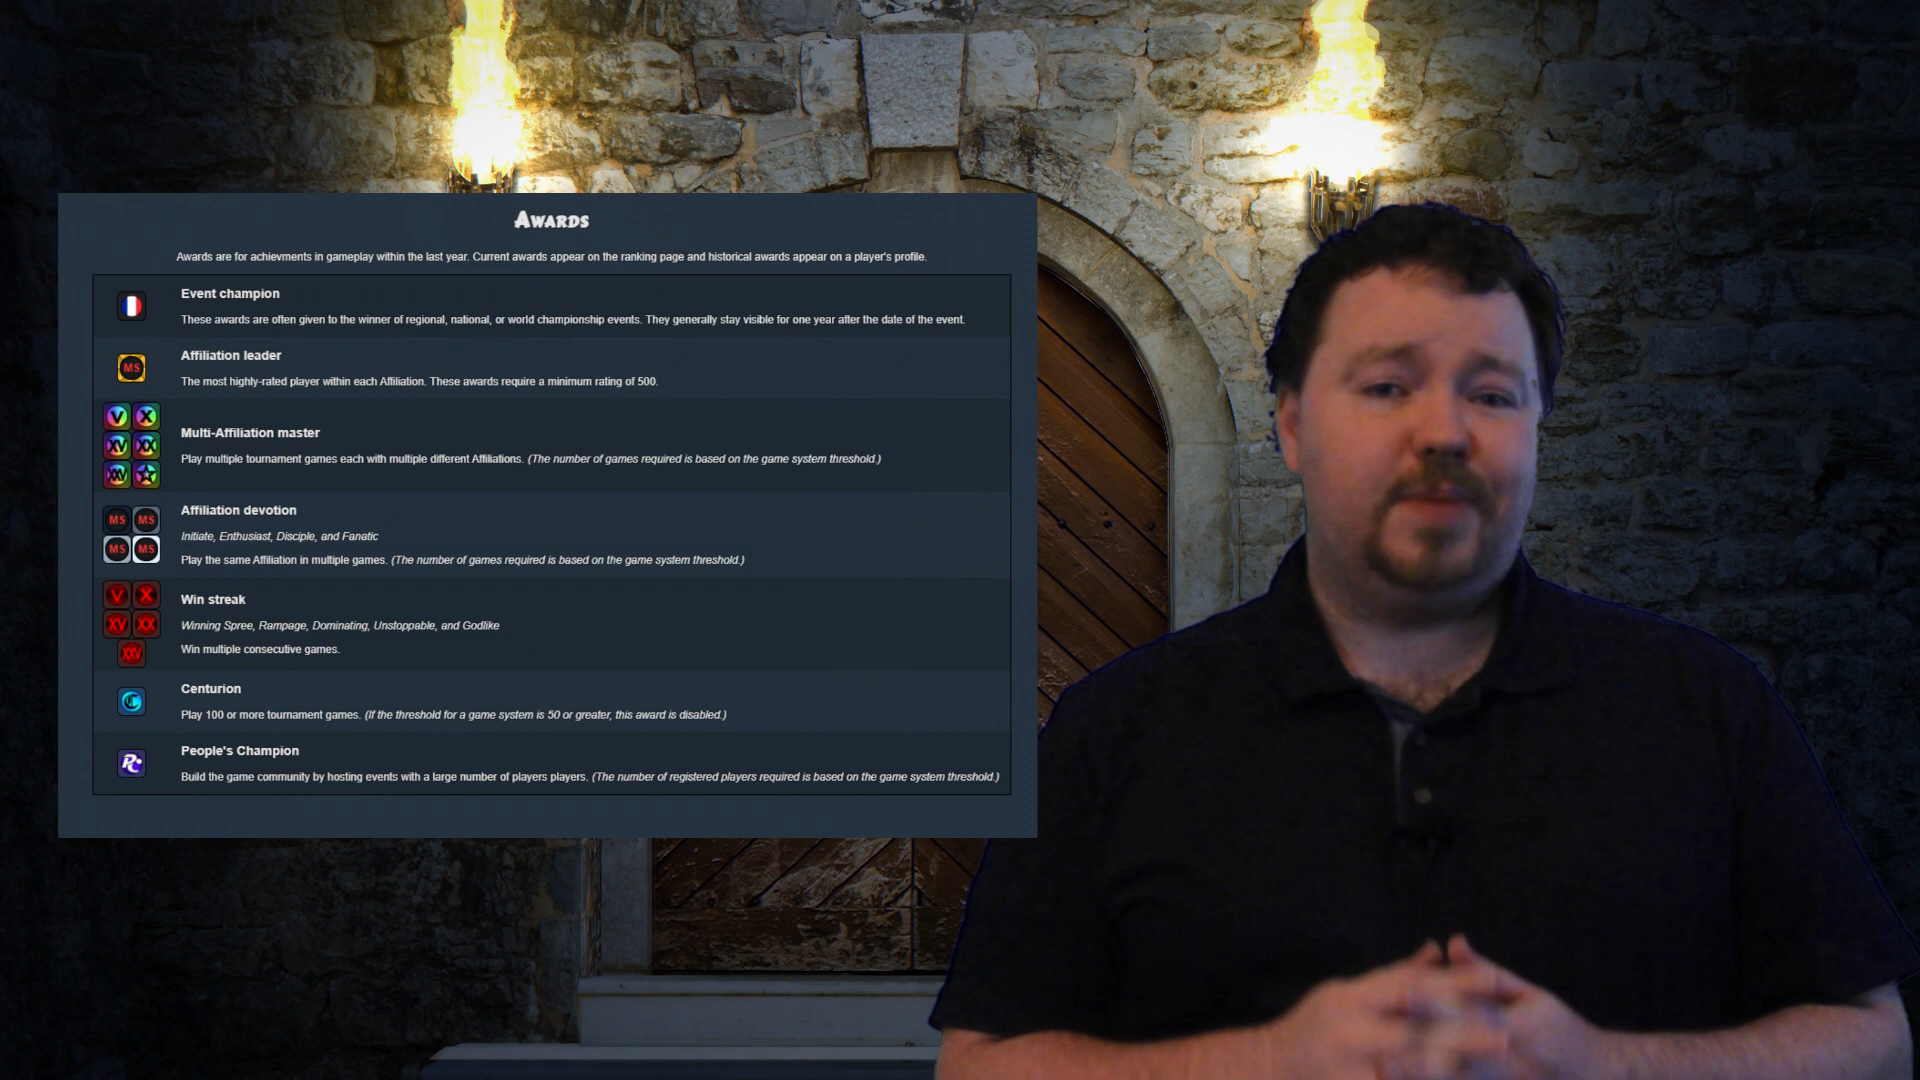 Awards
Awards are for achievments in gameplay within the last year. Current awards appear on the ranking page and historical awards appear on a player's profile.
Event champion
These awards are often given to the winner of regional, national, or world championship events. They generally stay visible for one year after the date of the event.
MS
Affiliation leader
The most highly-rated player within each Affiliation. These awards require a minimum rating of 500.
V X
XV XX
XXV
Multi-Affiliation master
Play multiple tournament games each with multiple different Affiliations. (The number of games required is based on the game system threshold.)
MS MS
MS MS
Affiliation devotion
Initiate, Enthusiast, Disciple, and Fanatic
Play the same Affiliation in multiple games. (The number of games required is based on the game system threshold.)
V X
XV XX
XXV
Win streak
Winning Spree, Rampage, Dominating, Unstoppable, and Godlike
Win multiple consecutive games.
C
Centurion
Play 100 or more tournament games. (If the threshold for a game system is 50 or greater, this award is disabled.)
PC
People's Champion
Build the game community by hosting events with a large number of players players. (The number of registered players required is based on the game system threshold.)